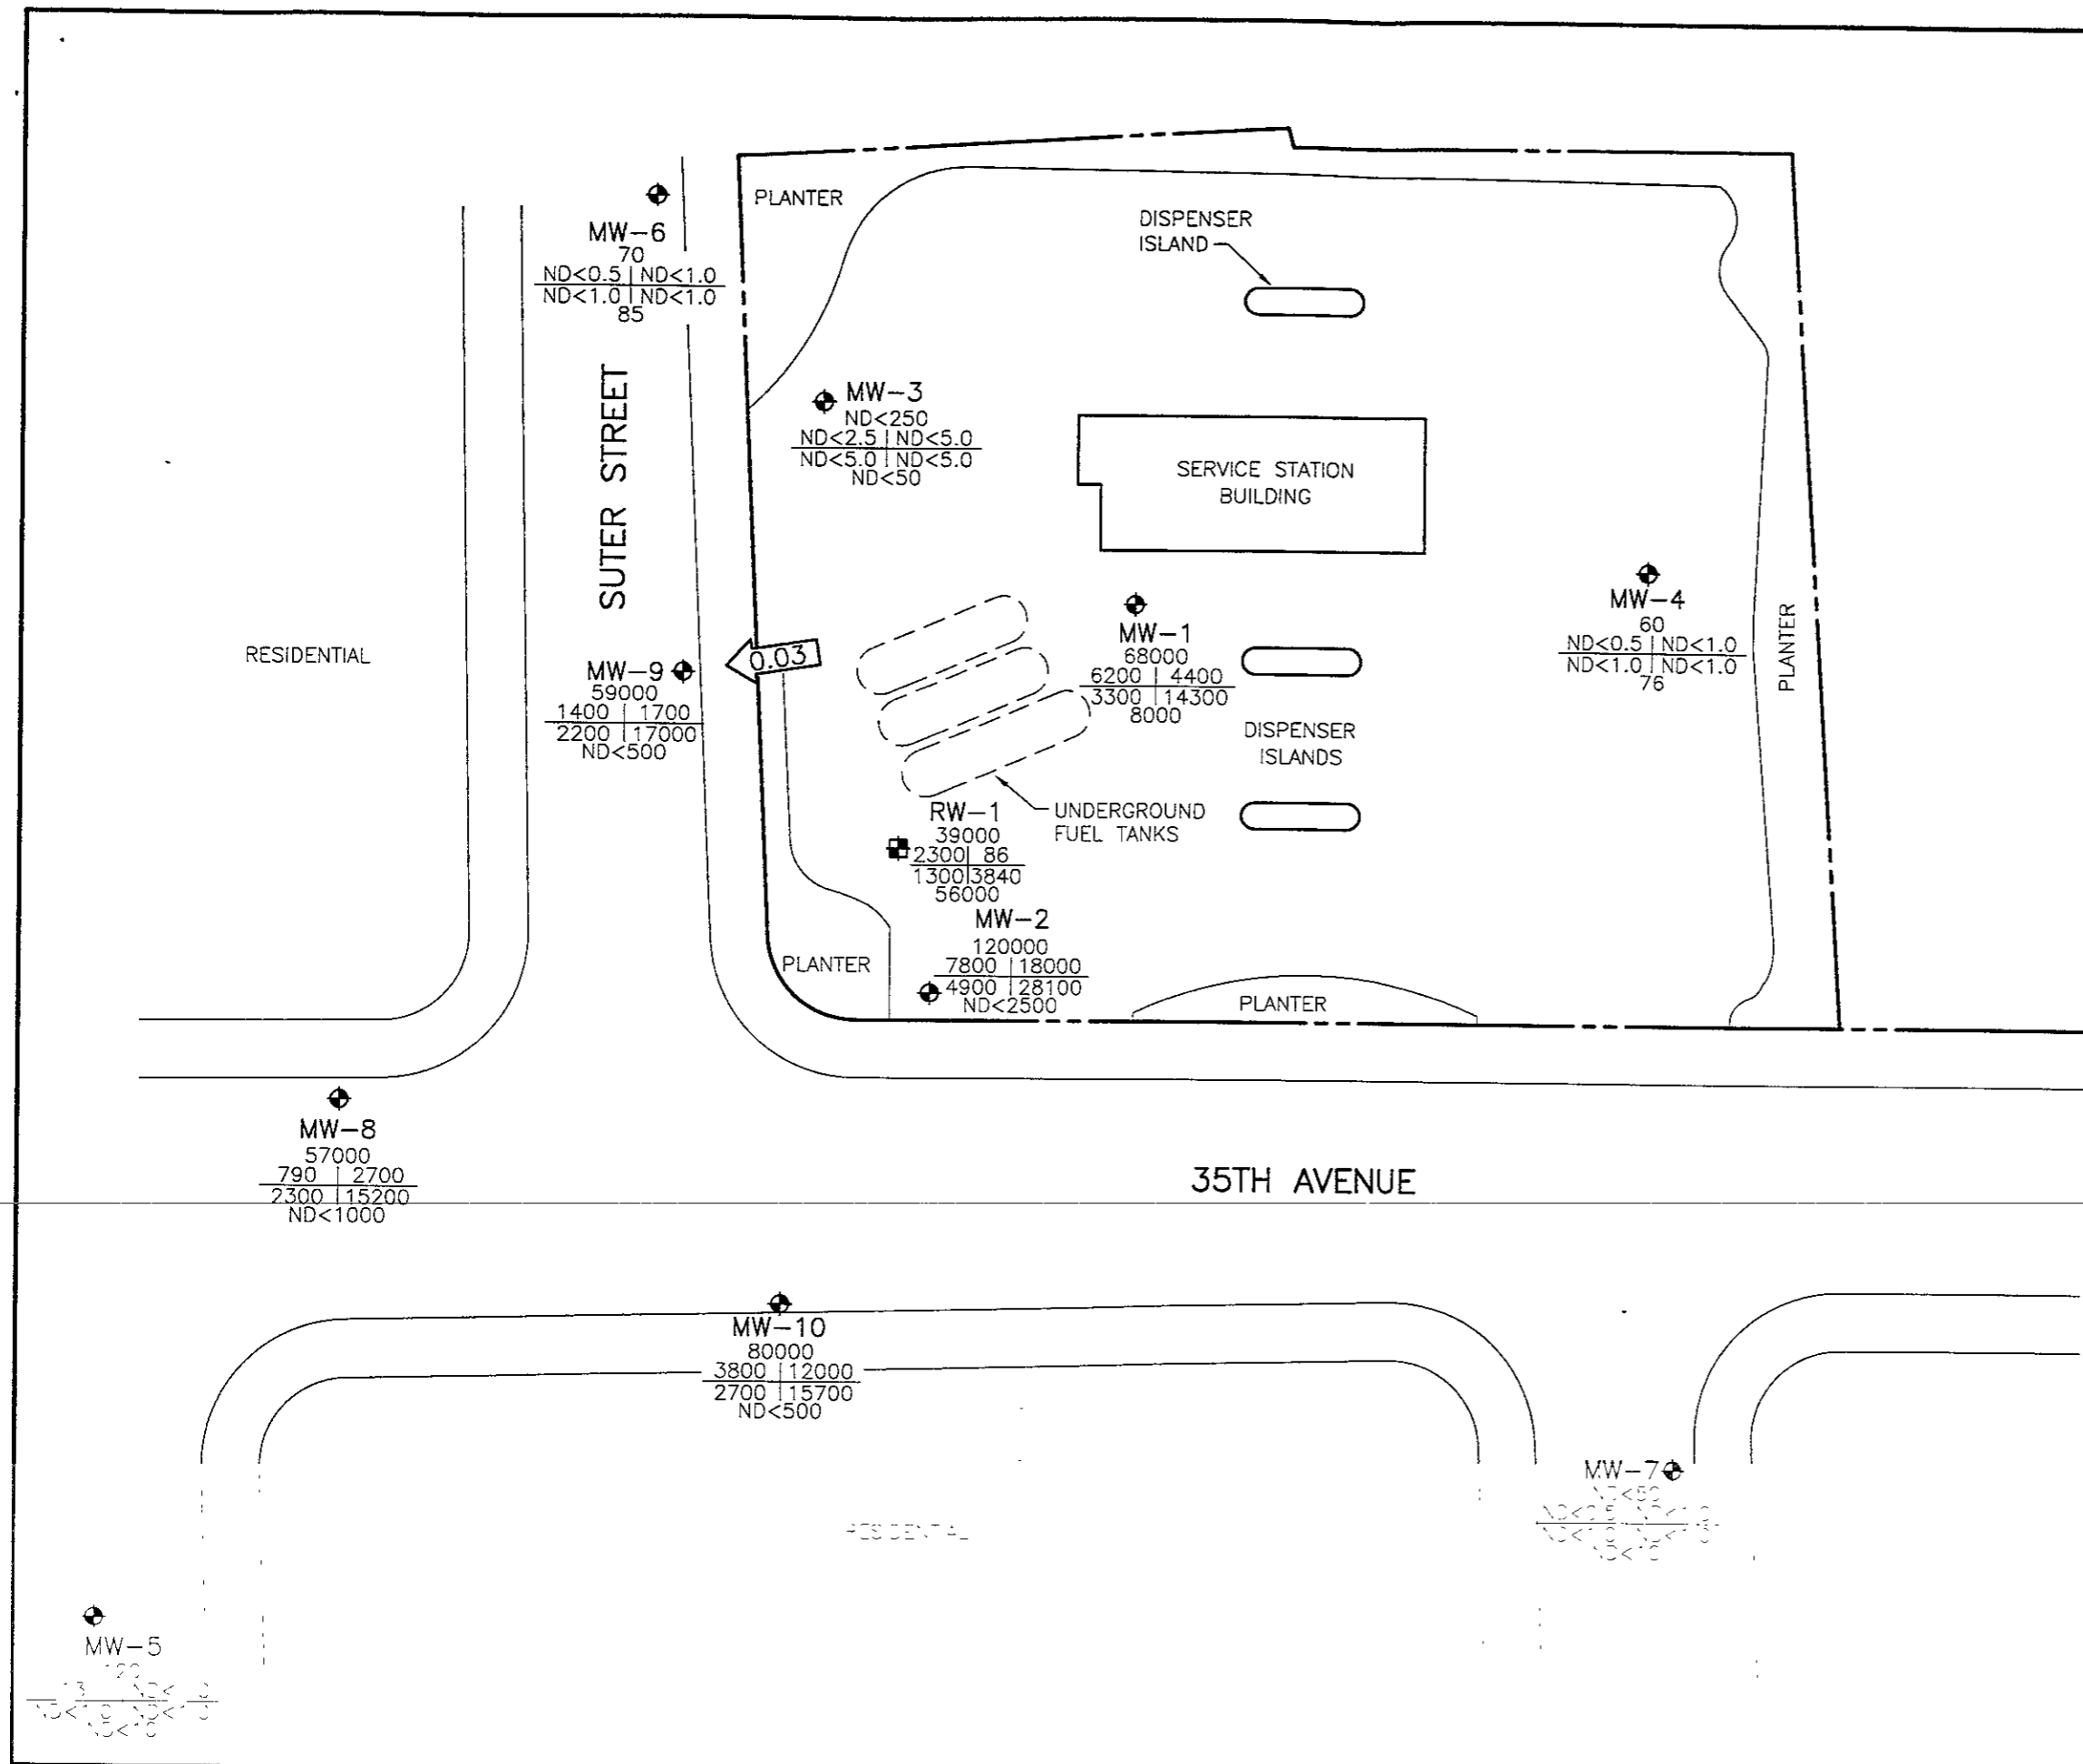 PLANTER
DISPENSER
ISLAND
MW-6
70
ND<0.5 | ND<1.0
ND<1.0 | ND<1.0
85
SUTER STREET
MW-3
ND<250
ND<2.5 | ND<5.0
ND<5.0 | ND<5.0
ND<50
SERVICE STATION
BUILDING
MW-4
60
ND<0.5 | ND<1.0
ND<1.0 | ND<1.0
76
PLANTER
RESIDENTIAL
MW-9
59000
1400 | 1700
2200 | 17000
ND<500
0.03
MW-1
68000
6200 | 4400
3300 | 14300
8000
DISPENSER
ISLANDS
UNDERGROUND
FUEL TANKS
RW-1
39000
2300 | 86
1300 | 3840
56000
MW-2
120000
7800 | 18000
4900 | 28100
ND<2500
PLANTER
PLANTER
MW-8
57000
790 | 2700
2300 | 15200
ND<1000
35TH AVENUE
MW-10
80000
3800 | 12000
2700 | 15700
ND<500
MW-7
ND<50
RESIDENTIAL
MW-5
120